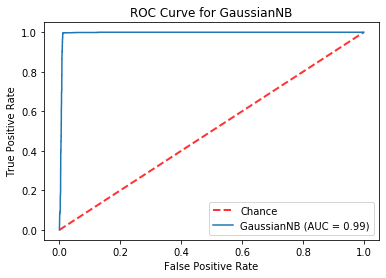 ROC Curve for GaussianNB
True Positive Rate
1.0
0.8
0.6
0.4
0.2
0.0
Chance
GaussianNB (AUC = 0.99)
0.0 0.2 0.4 0.6 0.8 1.0
False Positive Rate